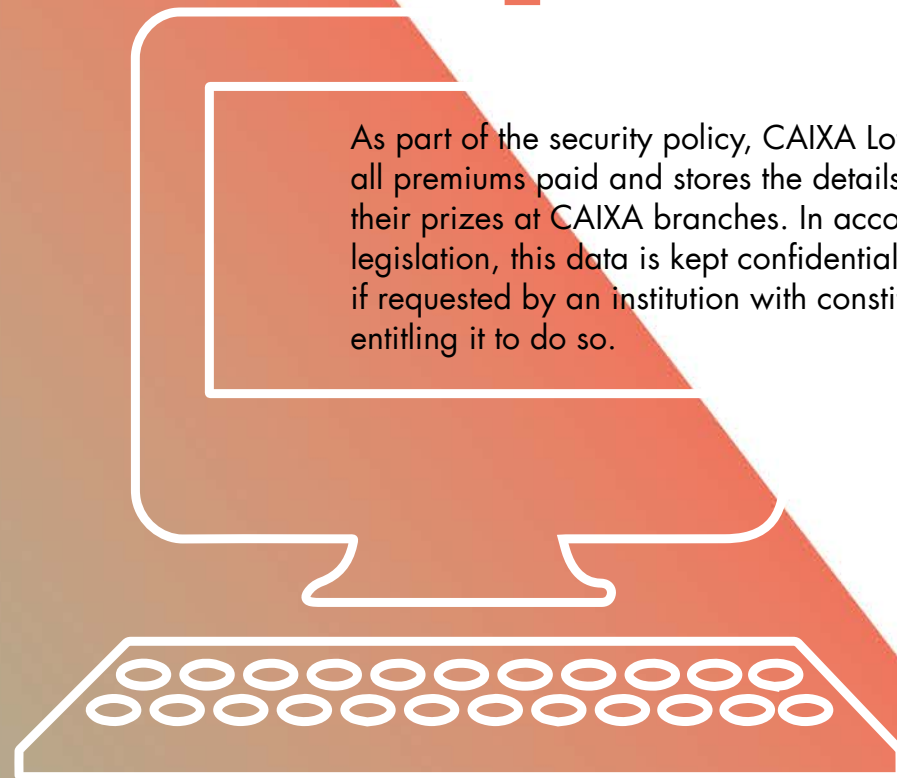 As part of the security policy, CAIXA Lo
all premiums paid and stores the details
their prizes at CAIXA branches. In acco
legislation, this data is kept confidential
if requested by an institution with consti
entitling it to do so.